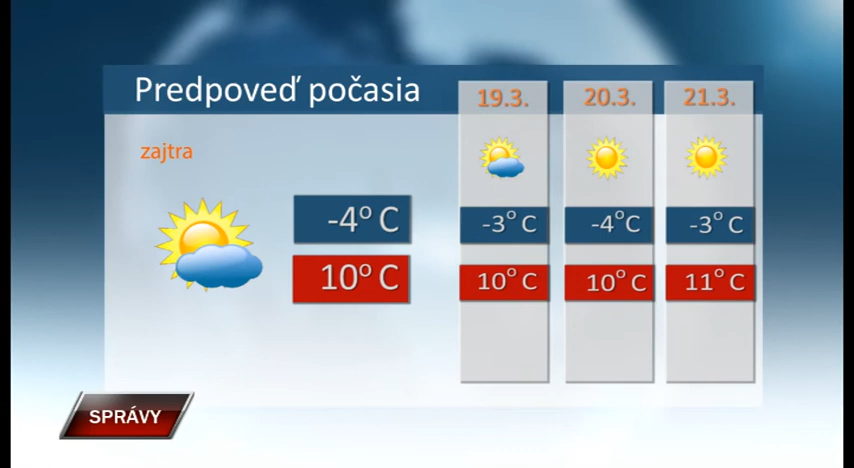 Predpoveď počasia
zajtra
-4° C
10° C
19.3.
-3° C
10° C
20.3.
-4°C
10° C
21.3.
-3° C
11° C
SPRÁVY